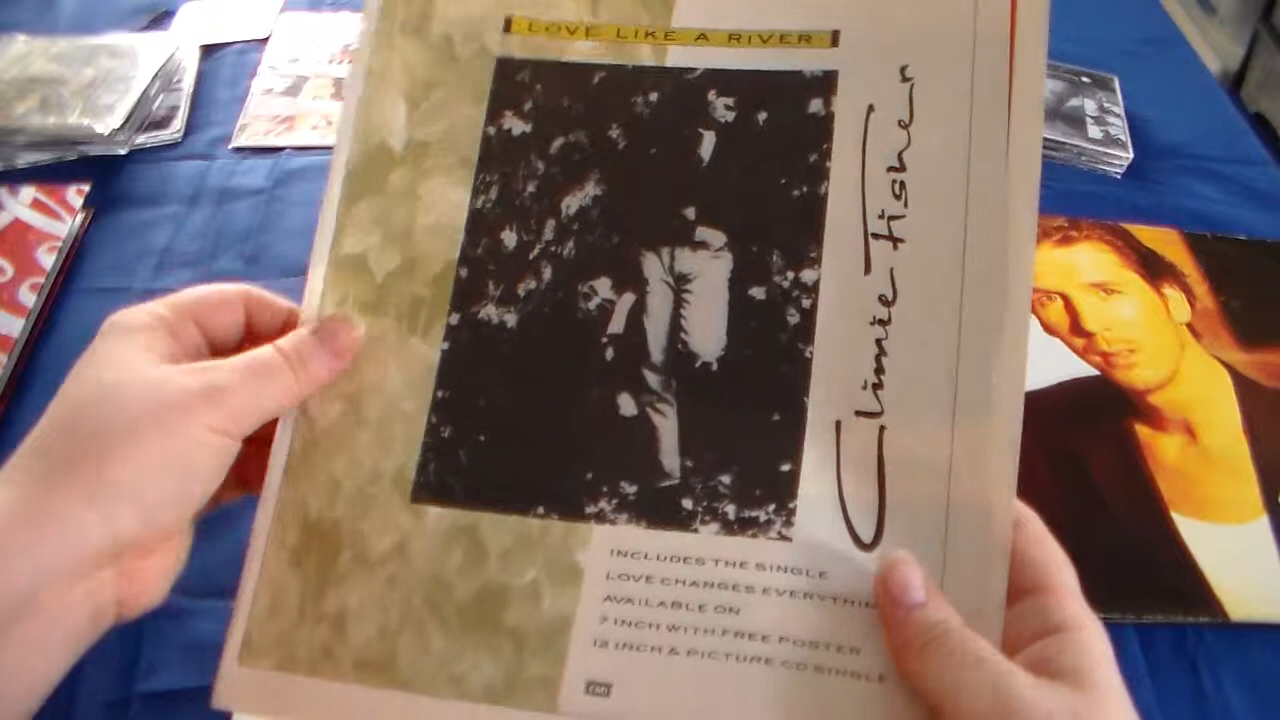 LOVE LIKE A RIVER
Climie Fisher
INCLUDES THE SINGLE
LOVE CHANGES EVERYTHIN
AVAILABLE ON
7 INCH WITH FREE POSTER
12 INCH & PICTURE CD SINGLE
EMI